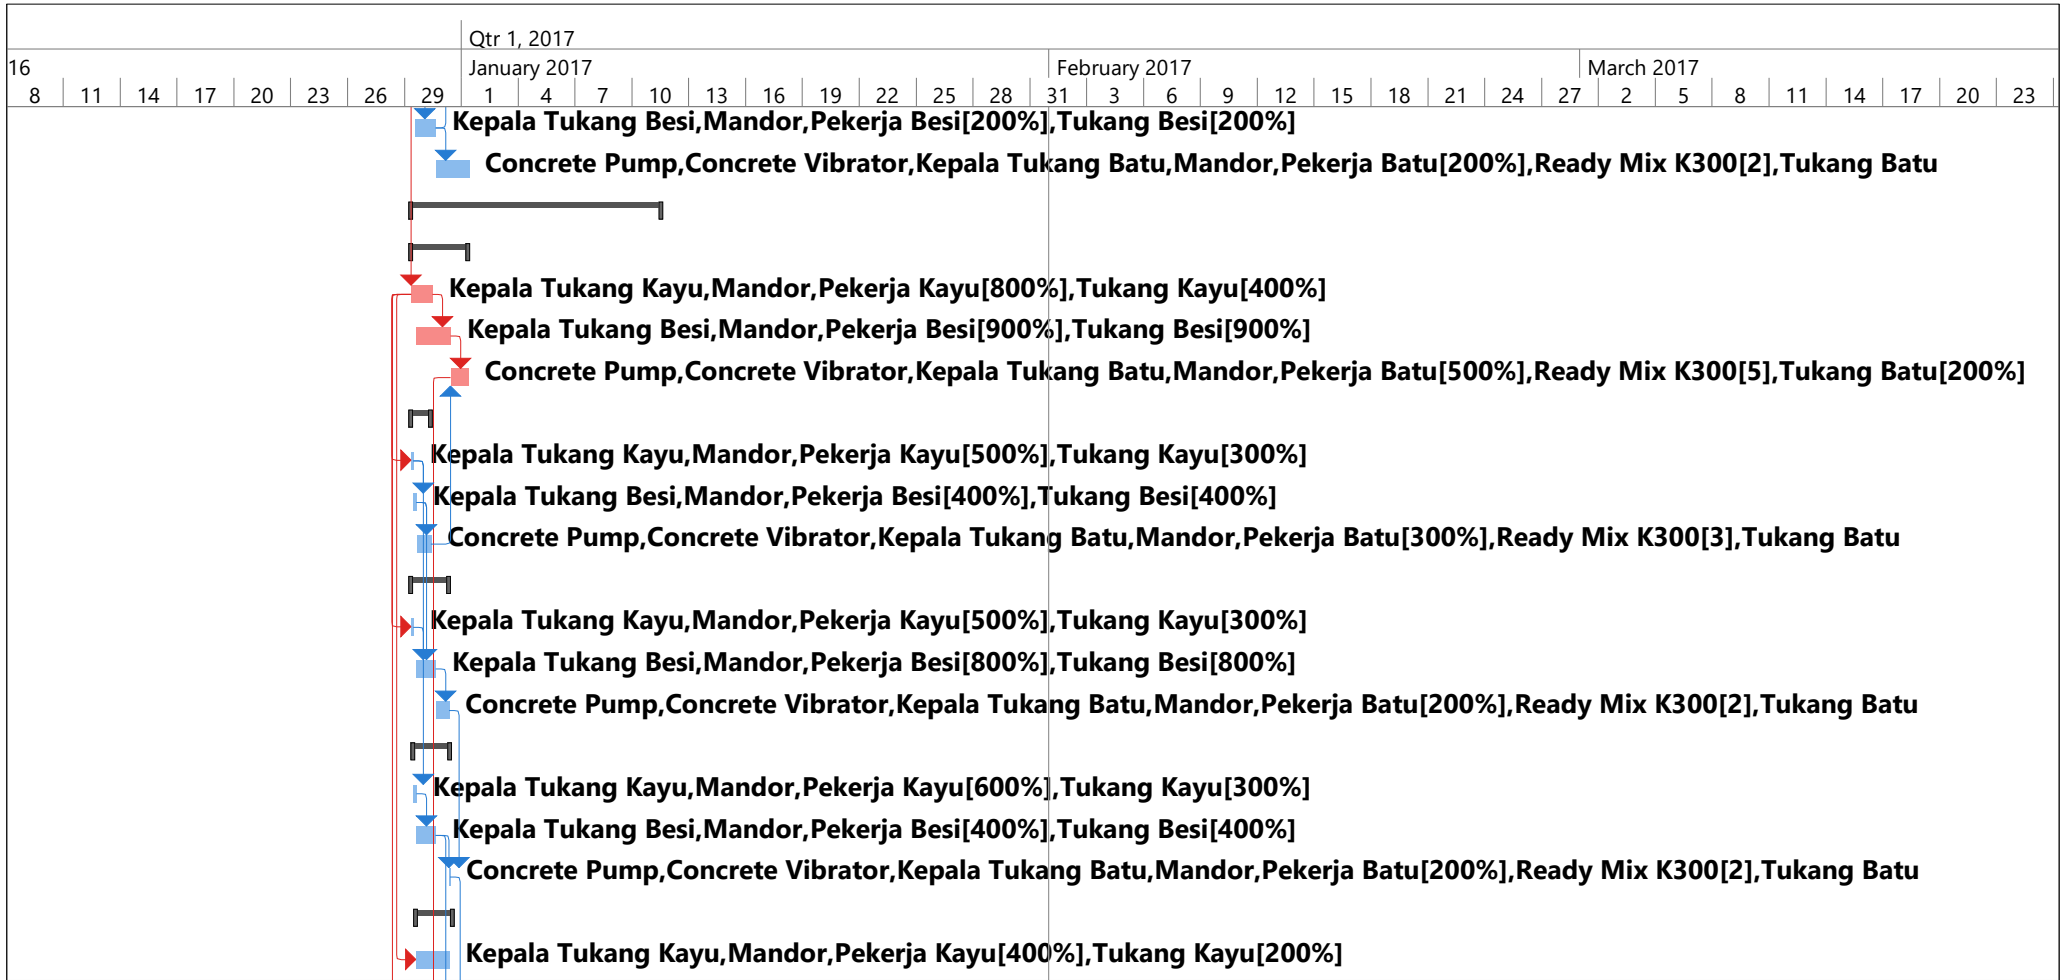 Qtr 1, 2017
16 January 2017 February 2017 March 2017
8 11 14 17 20 23 26 29 1 4 7 10 13 16 19 22 25 28 31 3 6 9 12 15 18 21 24 27 2 5 8 11 14 17 20 23
Kepala Tukang Besi,Mandor,Pekerja Besi[200%],Tukang Besi[200%]
Concrete Pump,Concrete Vibrator,Kepala Tukang Batu,Mandor,Pekerja Batu[200%],Ready Mix K300[2],Tukang Batu
Kepala Tukang Kayu,Mandor,Pekerja Kayu[800%],Tukang Kayu[400%]
Kepala Tukang Besi,Mandor,Pekerja Besi[900%],Tukang Besi[900%]
Concrete Pump,Concrete Vibrator,Kepala Tukang Batu,Mandor,Pekerja Batu[500%],Ready Mix K300[5],Tukang Batu[200%]
Kepala Tukang Kayu,Mandor,Pekerja Kayu[500%],Tukang Kayu[300%]
Kepala Tukang Besi,Mandor,Pekerja Besi[400%],Tukang Besi[400%]
Concrete Pump,Concrete Vibrator,Kepala Tukang Batu,Mandor,Pekerja Batu[300%],Ready Mix K300[3],Tukang Batu
Kepala Tukang Kayu,Mandor,Pekerja Kayu[500%],Tukang Kayu[300%]
Kepala Tukang Besi,Mandor,Pekerja Besi[800%],Tukang Besi[800%]
Concrete Pump,Concrete Vibrator,Kepala Tukang Batu,Mandor,Pekerja Batu[200%],Ready Mix K300[2],Tukang Batu
Kepala Tukang Kayu,Mandor,Pekerja Kayu[600%],Tukang Kayu[300%]
Kepala Tukang Besi,Mandor,Pekerja Besi[400%],Tukang Besi[400%]
Concrete Pump,Concrete Vibrator,Kepala Tukang Batu,Mandor,Pekerja Batu[200%],Ready Mix K300[2],Tukang Batu
Kepala Tukang Kayu,Mandor,Pekerja Kayu[400%],Tukang Kayu[200%]